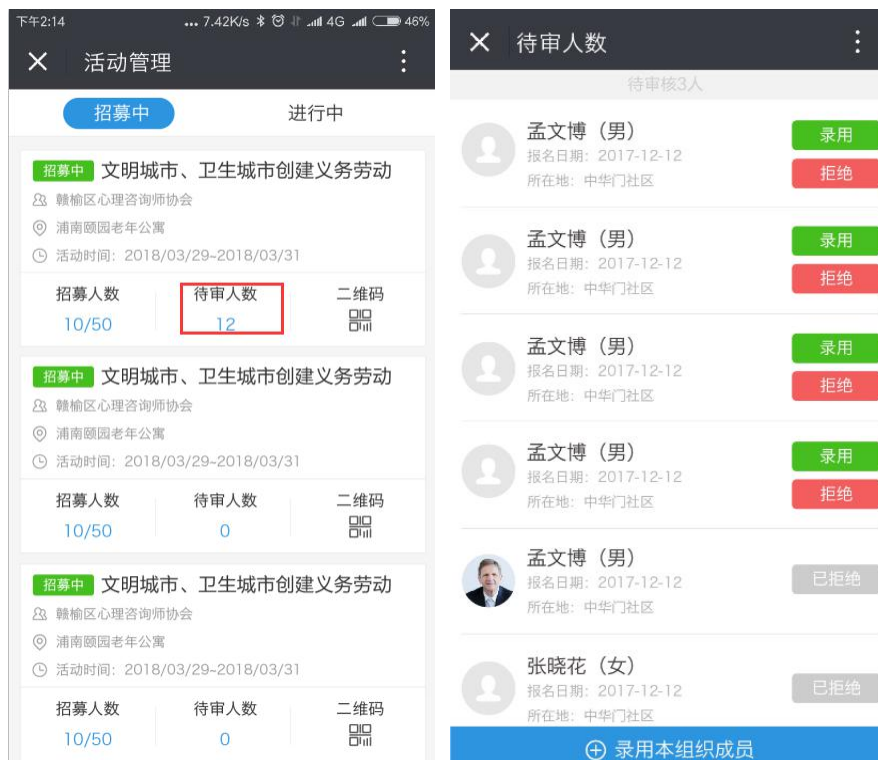 下午2:14 ... 7.42K/s 4G 46%
活动管理
招募中 进行中
招募中 文明城市、卫生城市创建义务劳动
赣榆区心理咨询师协会
浦南颐园老年公寓
活动时间：2018/03/29~2018/03/31
招募人数 待审人数 二维码
10/50 12
招募中 文明城市、卫生城市创建义务劳动
赣榆区心理咨询师协会
浦南颐园老年公寓
活动时间：2018/03/29~2018/03/31
招募人数 待审人数 二维码
10/50 0
招募中 文明城市、卫生城市创建义务劳动
赣榆区心理咨询师协会
浦南颐园老年公寓
活动时间：2018/03/29~2018/03/31
招募人数 待审人数 二维码
10/50 0
待审人数
待审核3人
孟文博（男）
录用
报名日期：2017-12-12
拒绝
所在地：中华门社区
孟文博（男）
录用
报名日期：2017-12-12
拒绝
所在地：中华门社区
孟文博（男）
录用
报名日期：2017-12-12
拒绝
所在地：中华门社区
孟文博（男）
录用
报名日期：2017-12-12
拒绝
所在地：中华门社区
孟文博（男）
报名日期：2017-12-12
已拒绝
所在地：中华门社区
张晓花（女）
报名日期：2017-12-12
已拒绝
所在地：中华门社区
录用本组织成员